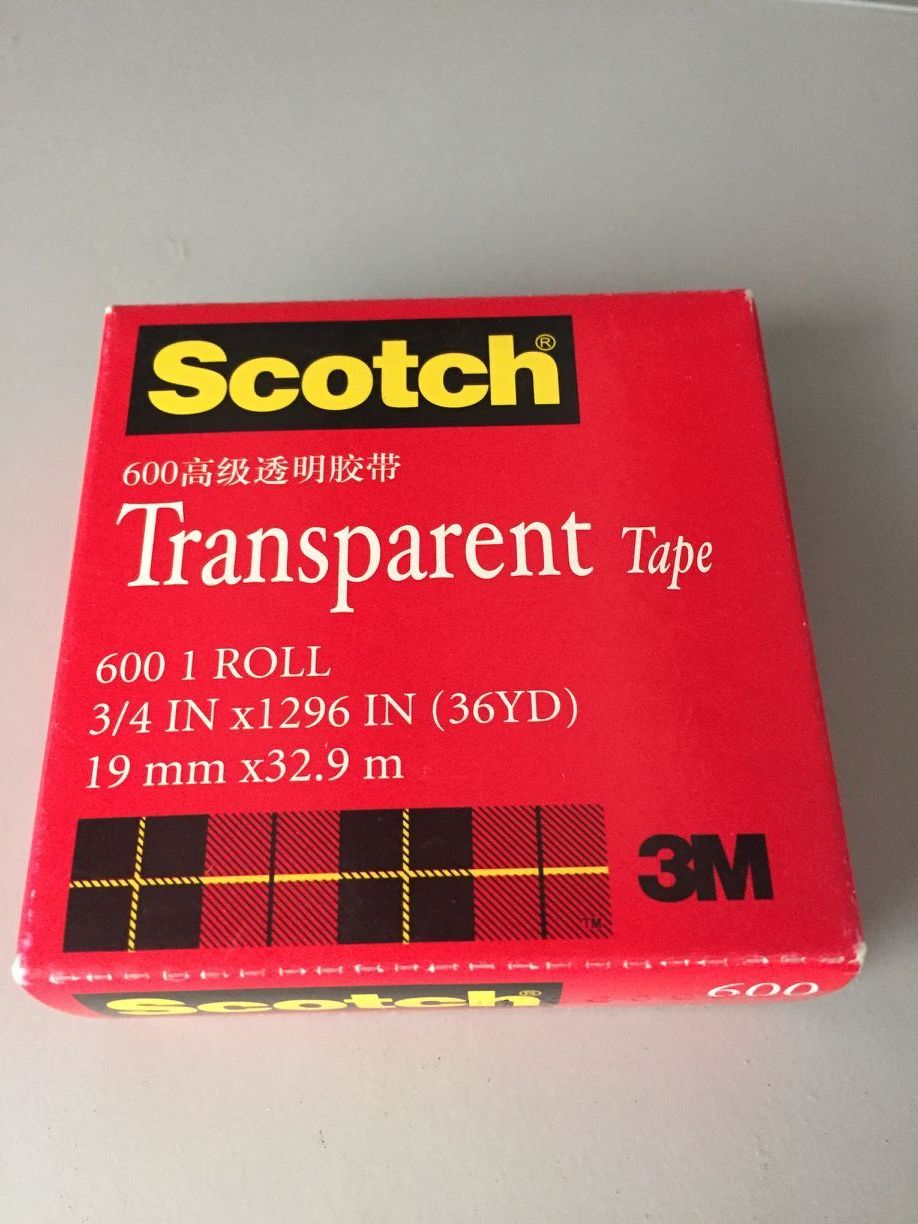 Scotch®
600高级透明胶带
Transparent Tape
600 1 ROLL
3/4 IN x1296 IN (36YD)
19 mm x32.9 m
TM
3M
Scotch®
600